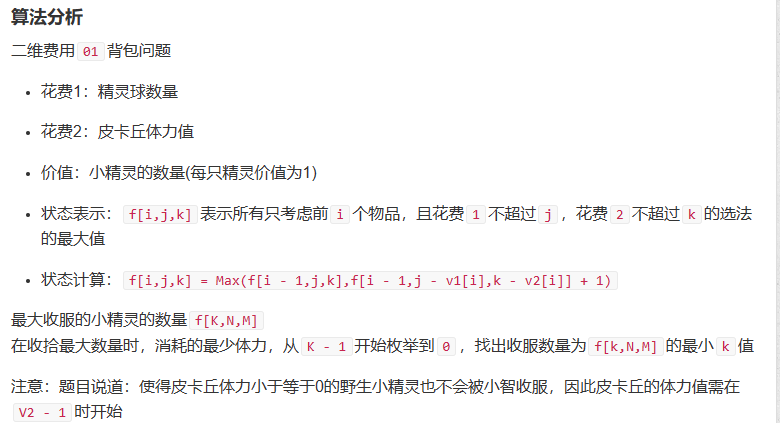 算法分析
二维费用 01 背包问题
花费1：精灵球数量
花费2：皮卡丘体力值
价值：小精灵的数量(每只精灵价值为1)
状态表示： f[i,j,k] 表示所有只考虑前 i 个物品，且花费 1 不超过 j ，花费 2 不超过 k 的选法
的最大值
状态计算： f[i,j,k] = Max(f[i - 1,j,k],f[i - 1,j - v1[i],k - v2[i]] + 1)
最大收服的小精灵的数量 f[K,N,M]
在收拾最大数量时，消耗的最少体力，从 K - 1 开始枚举到 0 ，找出收服数量为 f[k,N,M] 的最小 k 值
注意：题目说道：使得皮卡丘体力小于等于0的野生小精灵也不会被小智收服，因此皮卡丘的体力值需在
V2 - 1 时开始